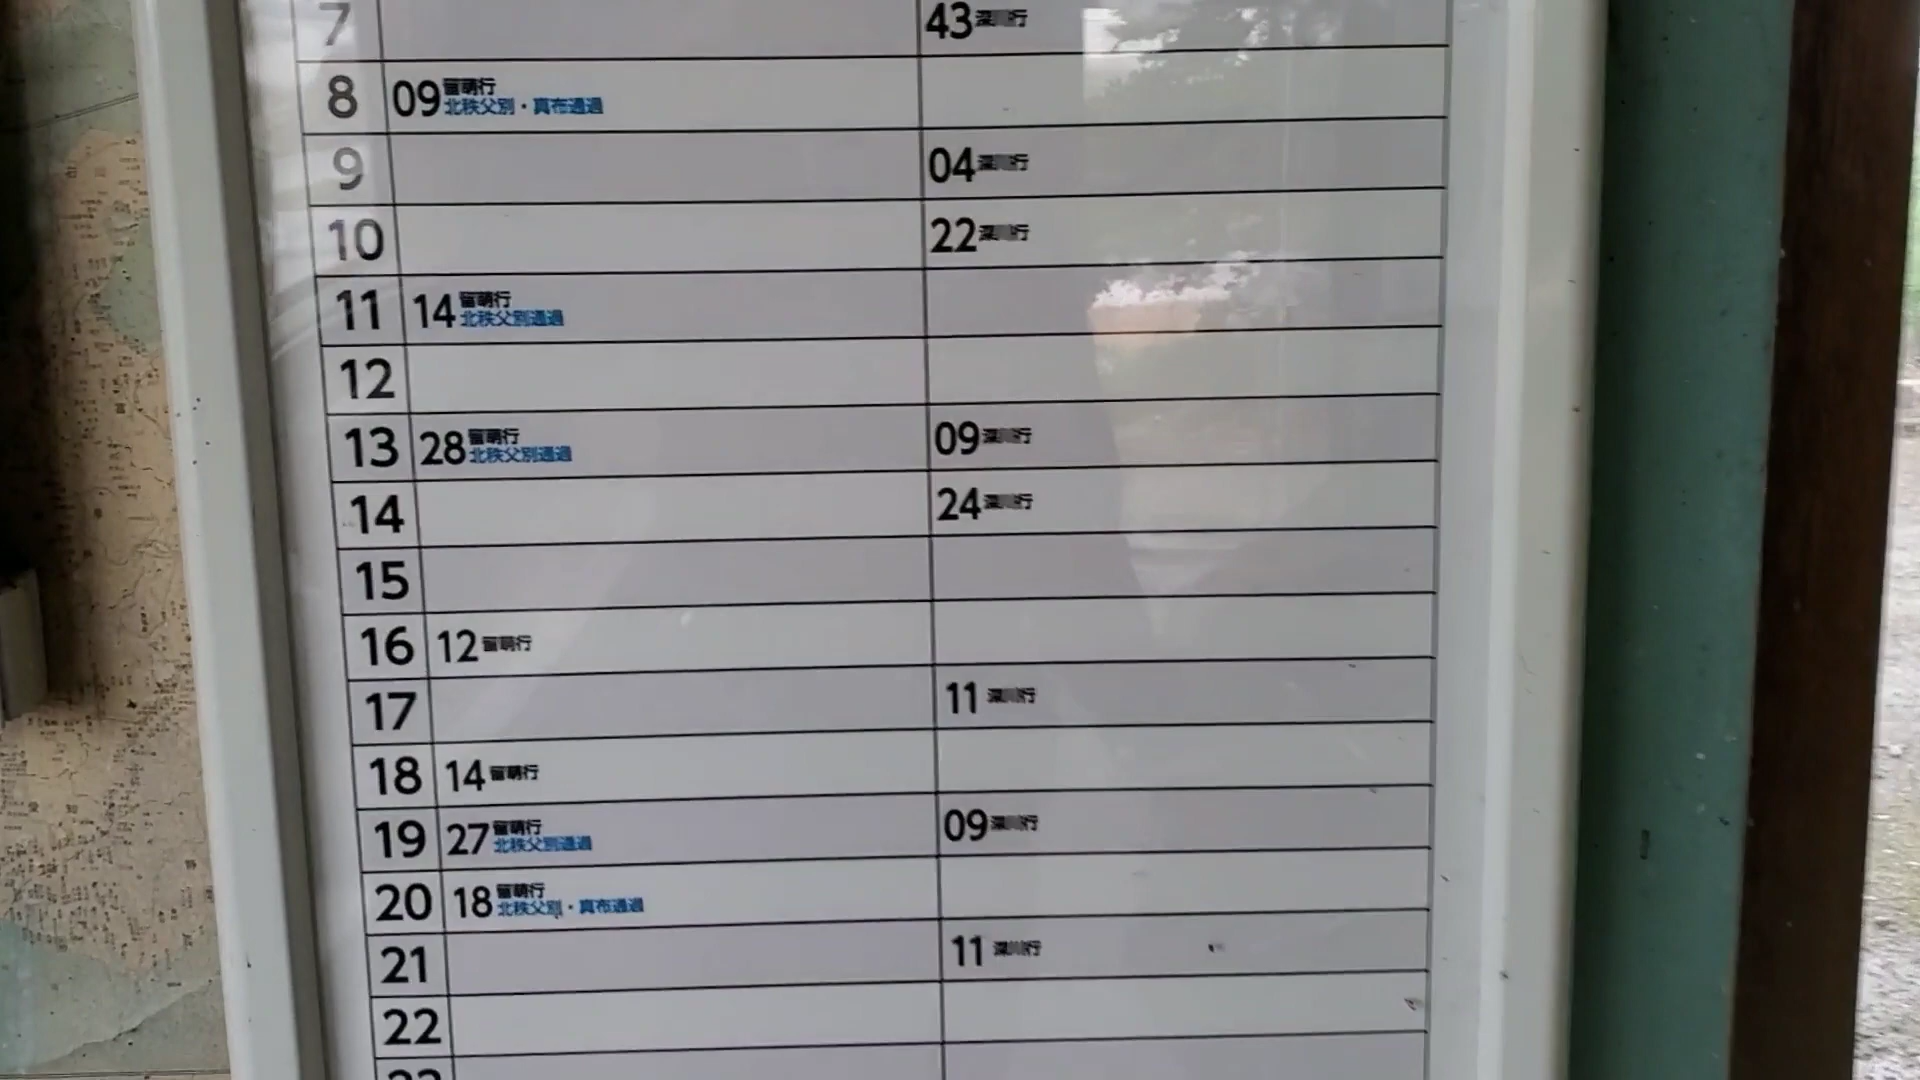 7 43 深川行
8 09 留萌行
北秩父別・真布通過
9 04 深川行
10 22 深川行
11 14 留萌行
北秩父別通過
12
13 28 留萌行 09 深川行
北秩父別通過
14 24 深川行
15
16 12 留萌行
17 11 深川行
18 14 留萌行
19 27 留萌行 09 深川行
北秩父別通過
20 18 留萌行
北秩父別・真布通過
21 11 深川行
22
23